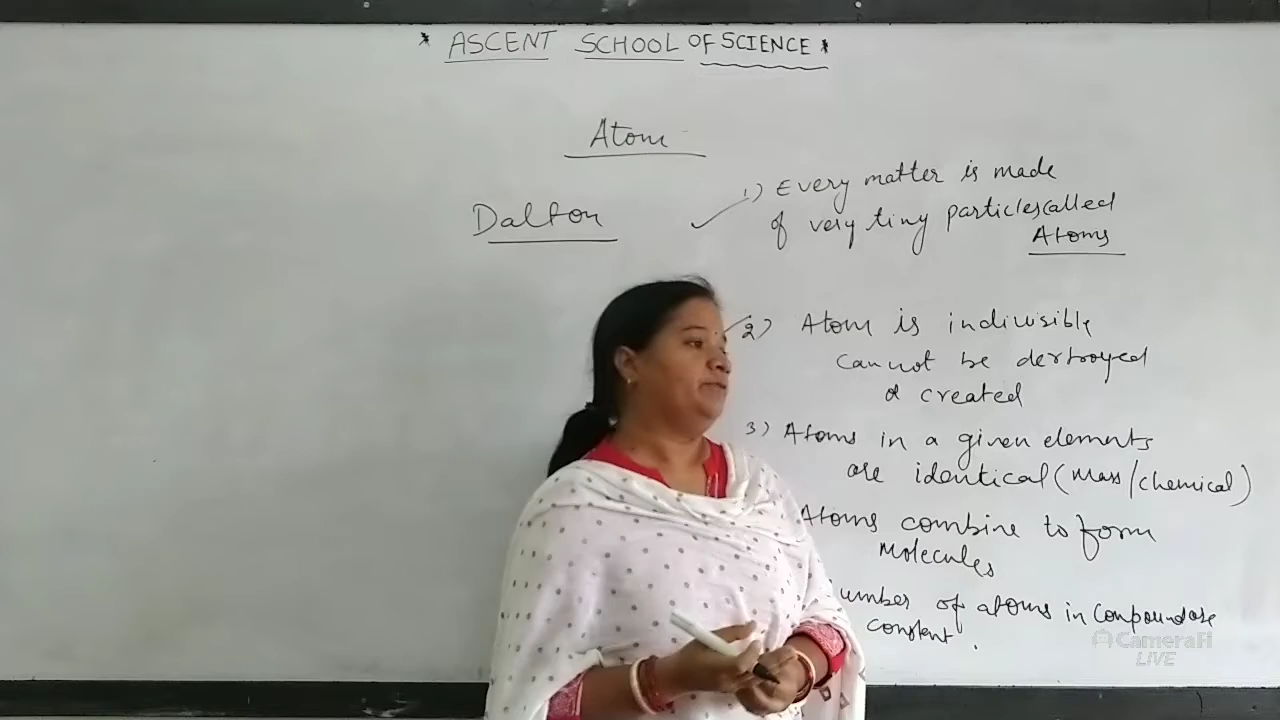 * ASCENT SCHOOL OF SCIENCE *
Atom
Dalton
1) Every matter is made
of very tiny particles called
Atoms
2) Atom is indivisible
cannot be destroyed
& created
3) Atoms in a given elements
are identical (mass/chemical)
Atoms combine to form
molecules
umber of atoms in compound are
constant.
CameraFi
LIVE